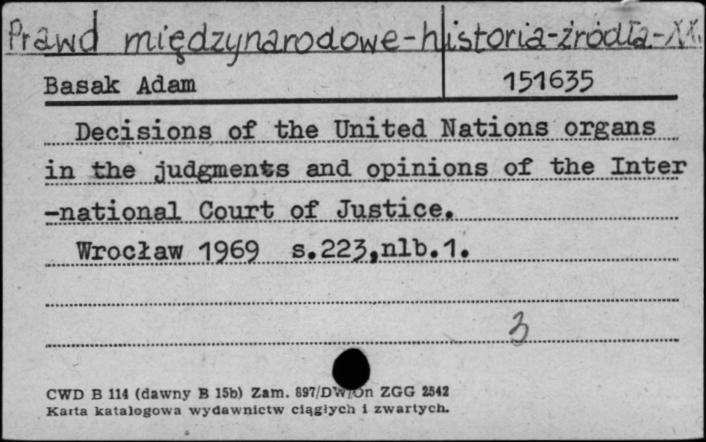 Prawo międzynarodowe-historia-źródła-XX.
Basak Adam 151635
Decisions of the United Nations organs
in the judgments and opinions of the Inter
-national Court of Justice.
Wrocław 1969 s.223,nlb.1.
3
CWD B 114 (dawny B 15b) Zam. 897/DW/On ZGG 2542
Karta katalogowa wydawnictw ciągłych i zwartych.